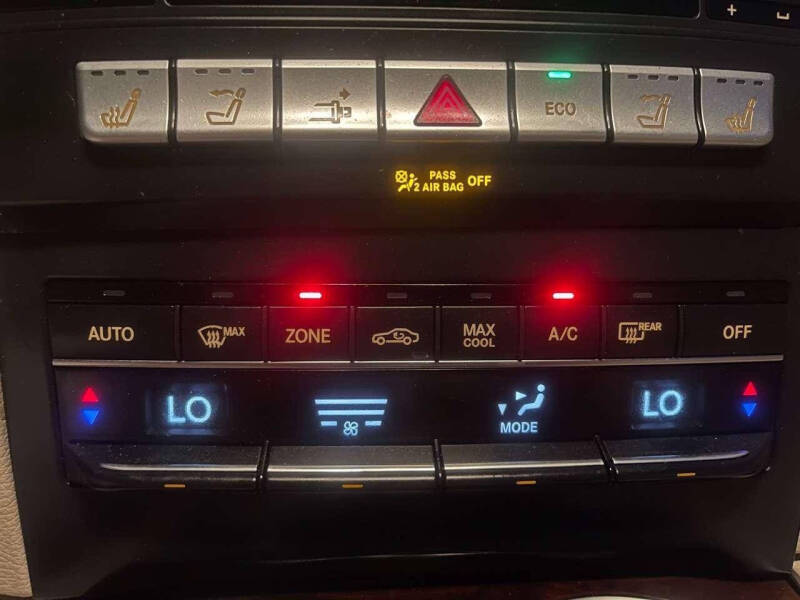 +
ECO
PASS
2 AIR BAG OFF
AUTO
MAX
ZONE
MAX
COOL
A/C
REAR
OFF
LO
MODE
LO